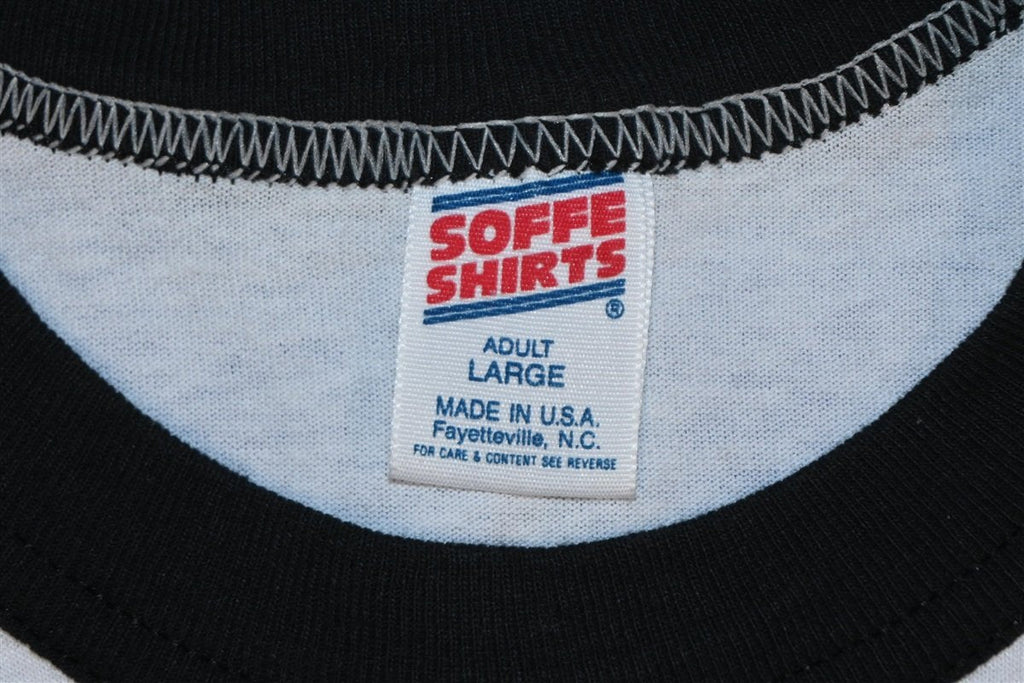 SOFFE
SHIRTS
®
ADULT
LARGE
MADE IN U.S.A.
Fayetteville, N.C.
FOR CARE & CONTENT SEE REVERSE